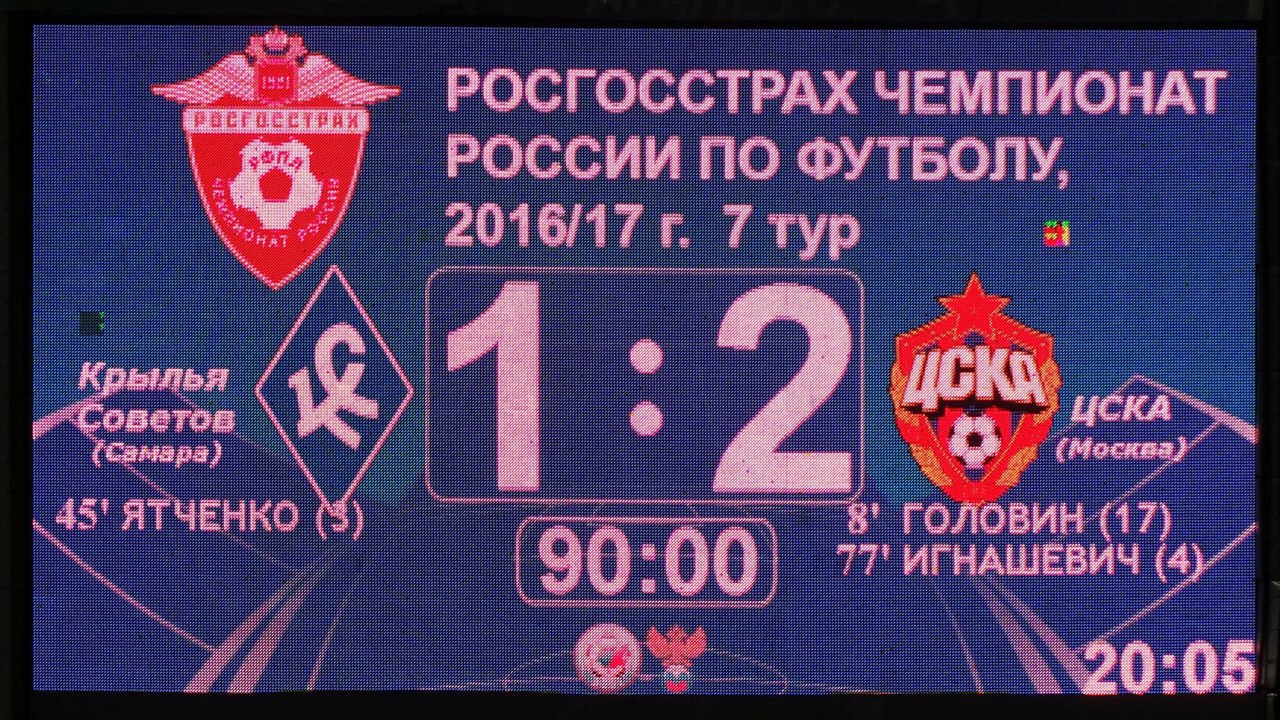 РОСГОССТРАХ
РФПЛ
ЧЕМПИОНАТ РОССИИ
РОСГОССТРАХ ЧЕМПИОНАТ
РОССИИ ПО ФУТБОЛУ,
2016/17 г. 7 тур
1:2
Крылья
Советов
(Самара)
КС
ЦСКА
ЦСКА
(Москва)
45' ЯТЧЕНКО (3)
8' ГОЛОВИН (17)
77' ИГНАШЕВИЧ (4)
90:00
20:05